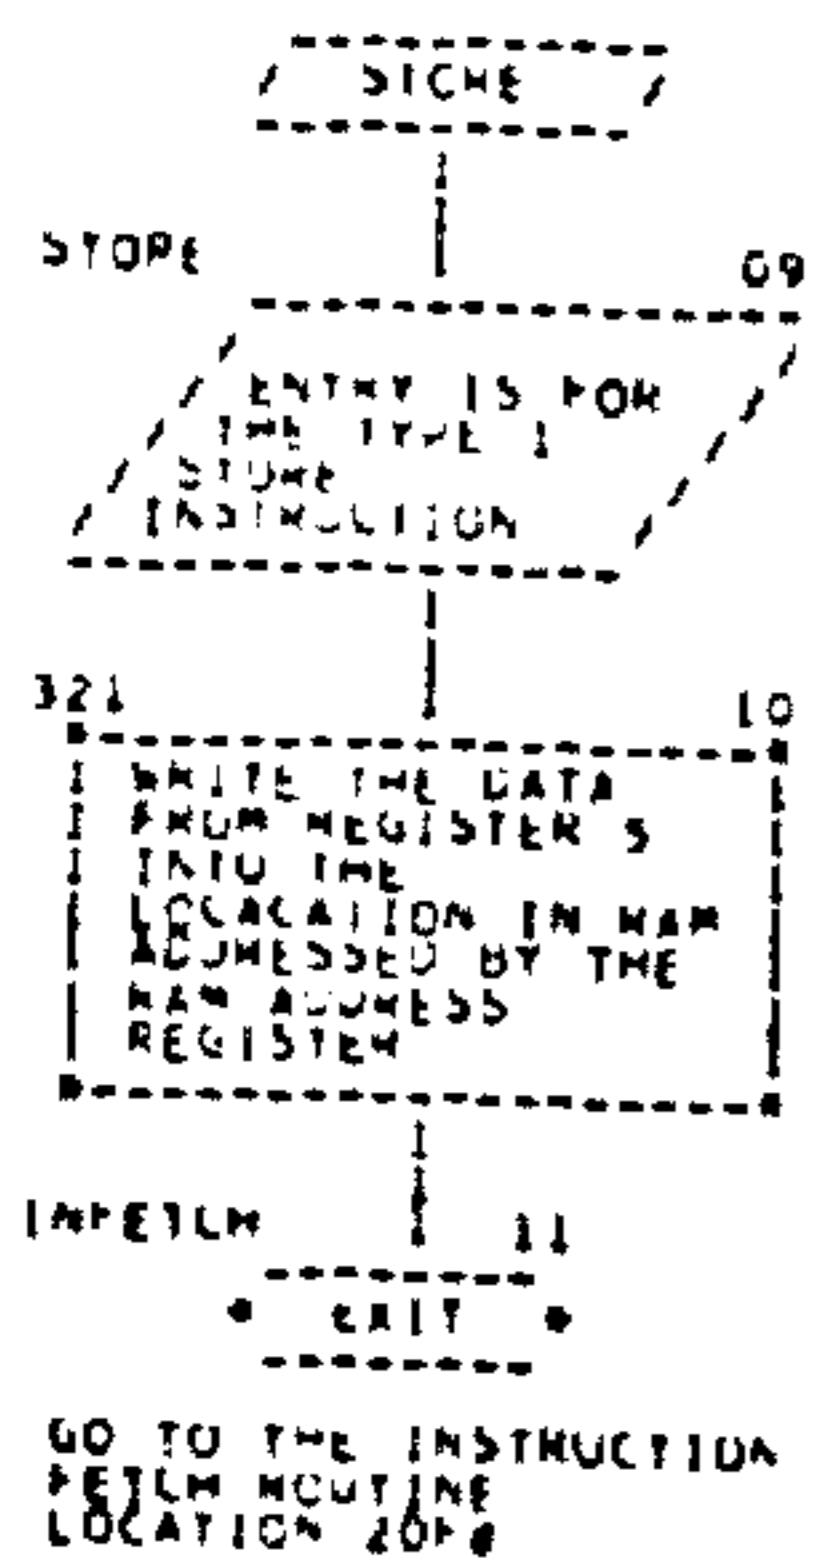 STORE
STORE 09
ENTRY IS FOR
THE TYPE 1
STORE
INSTRUCTION
321 10
WRITE THE DATA
FROM REGISTER 5
INTO THE
LOCACATION IN RAM
ADDRESSED BY THE
RAM ADDRESS
REGISTER
INFETCH 11
EXIT
GO TO THE INSTRUCTION
FETCH ROUTINE
LOCATION